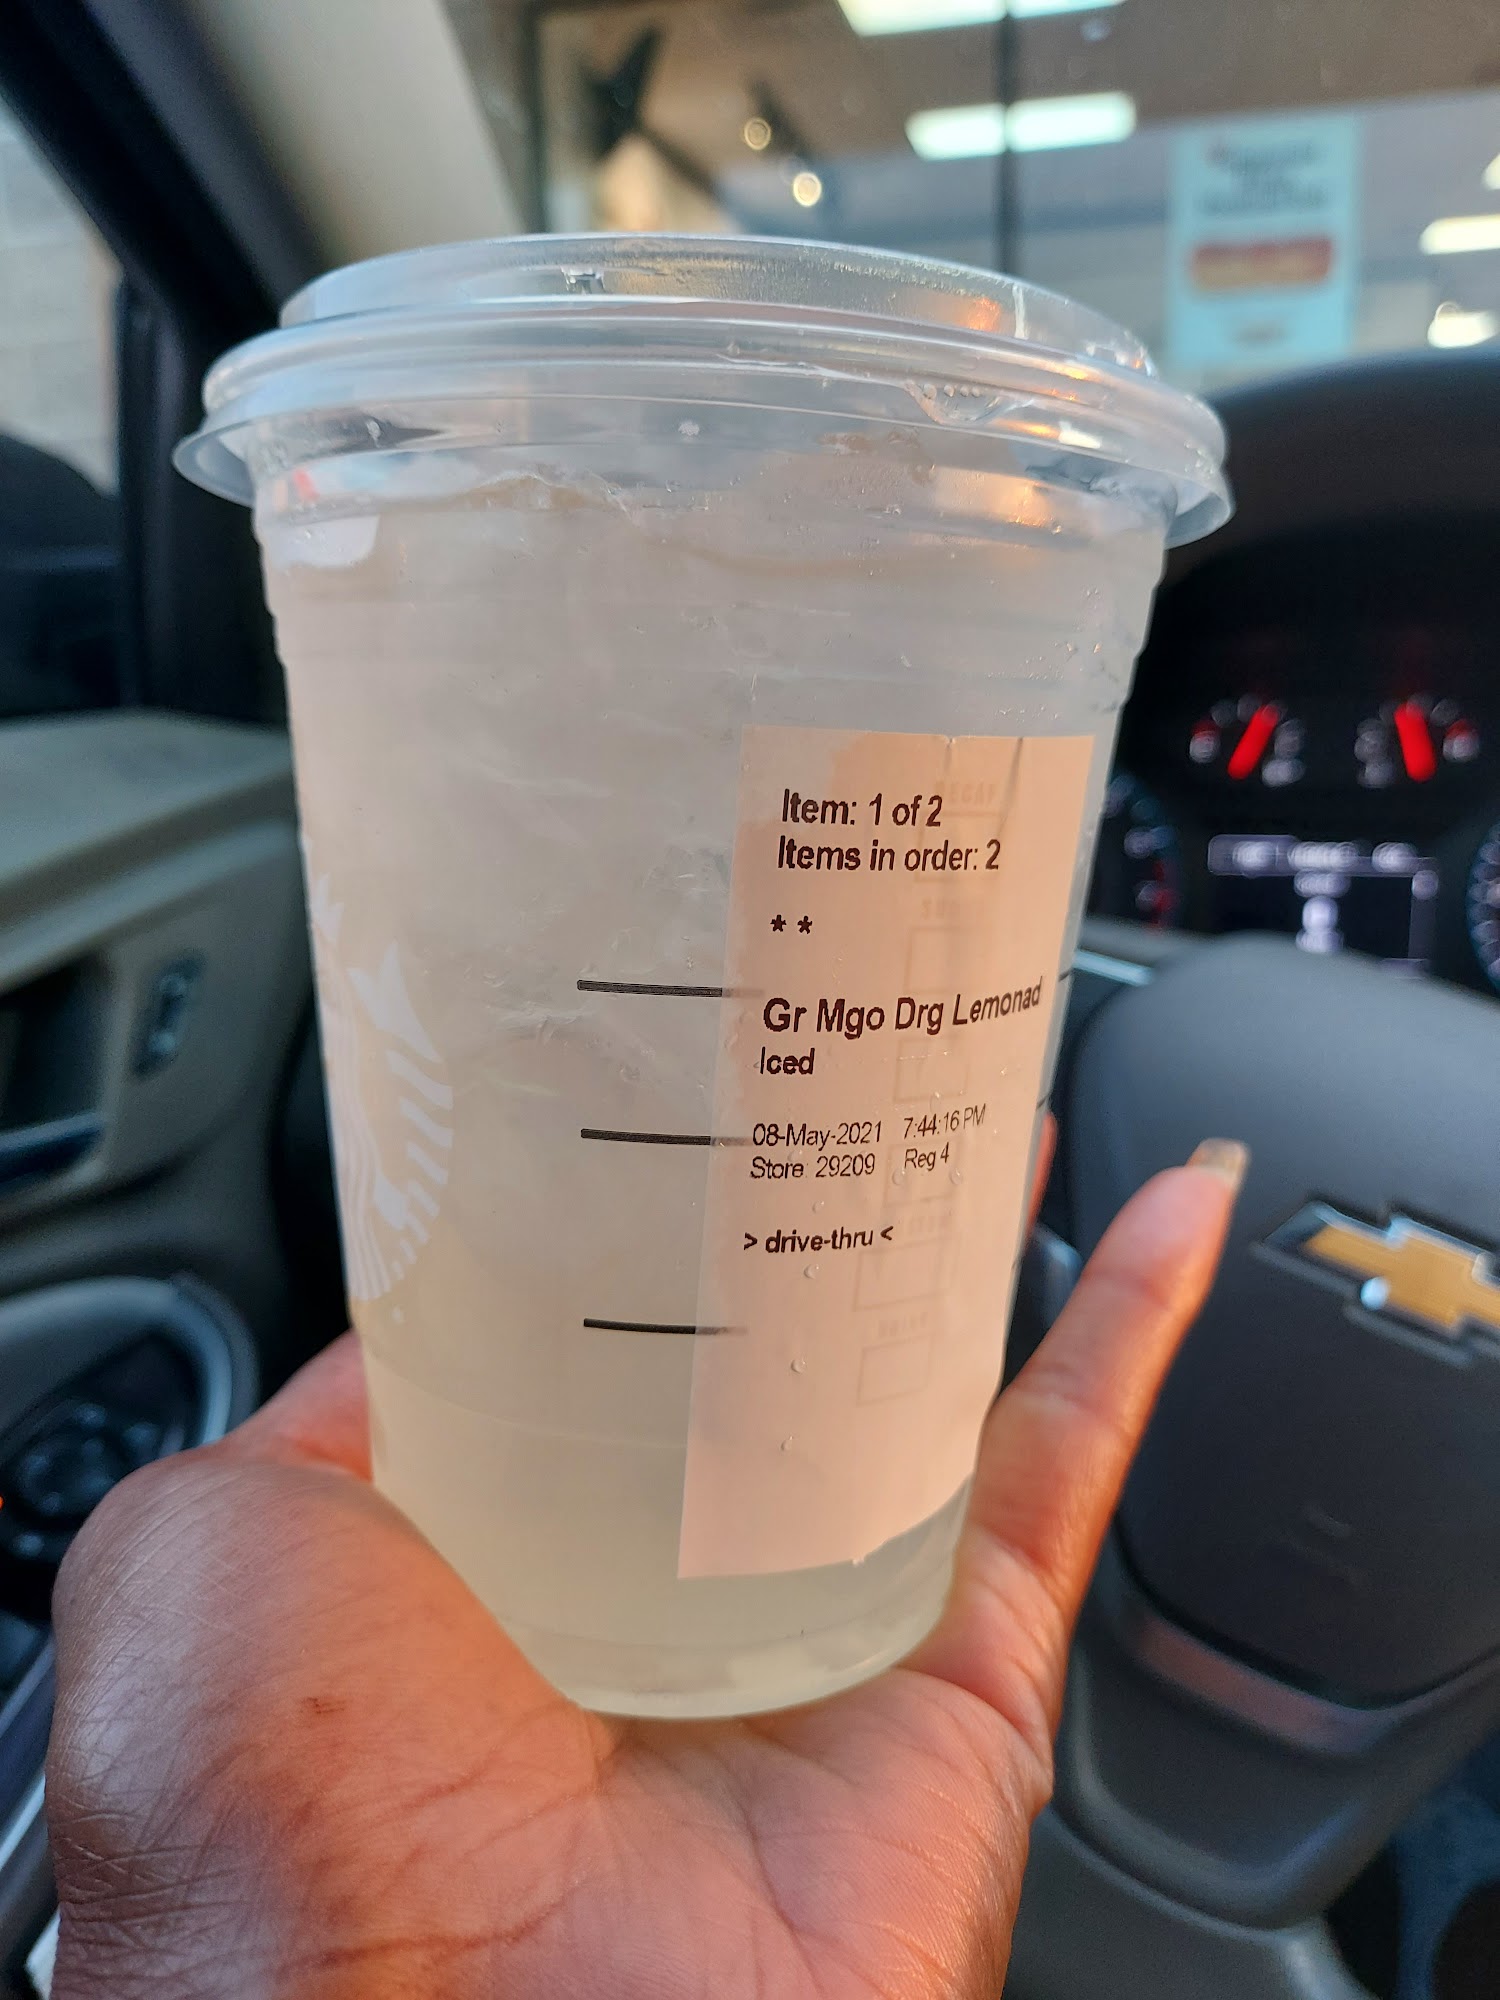 Item: 1 of 2
Items in order: 2
* *
Gr Mgo Drg Lemonad
Iced
08-May-2021 7:44:16 PM
Store: 29209 Reg 4
> drive-thru <